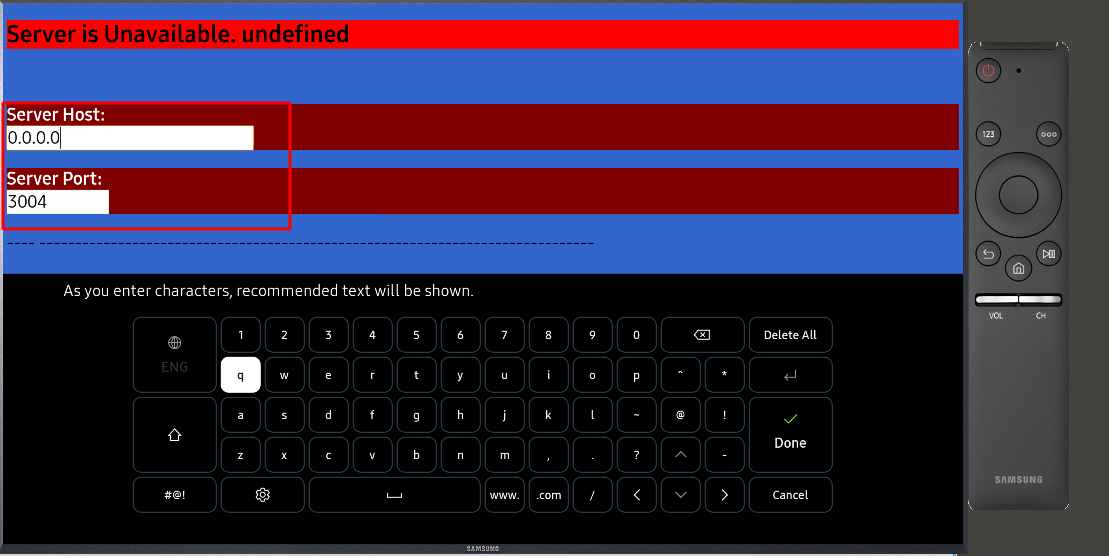 Server is Unavailable. undefined
Server Host:
0.0.0.0
Server Port:
3004
---- --------------------------------------------------------------------------------
As you enter characters, recommended text will be shown.
1 2 3 4 5 6 7 8 9 0 Delete All
ENG
q w e r t y u i o p ^ *
a s d f g h j k l ~ @ !
Done
z x c v b n m , . ? -
#@! www. .com / Cancel
SAMSUNG
123
VOL CH
SAMSUNG